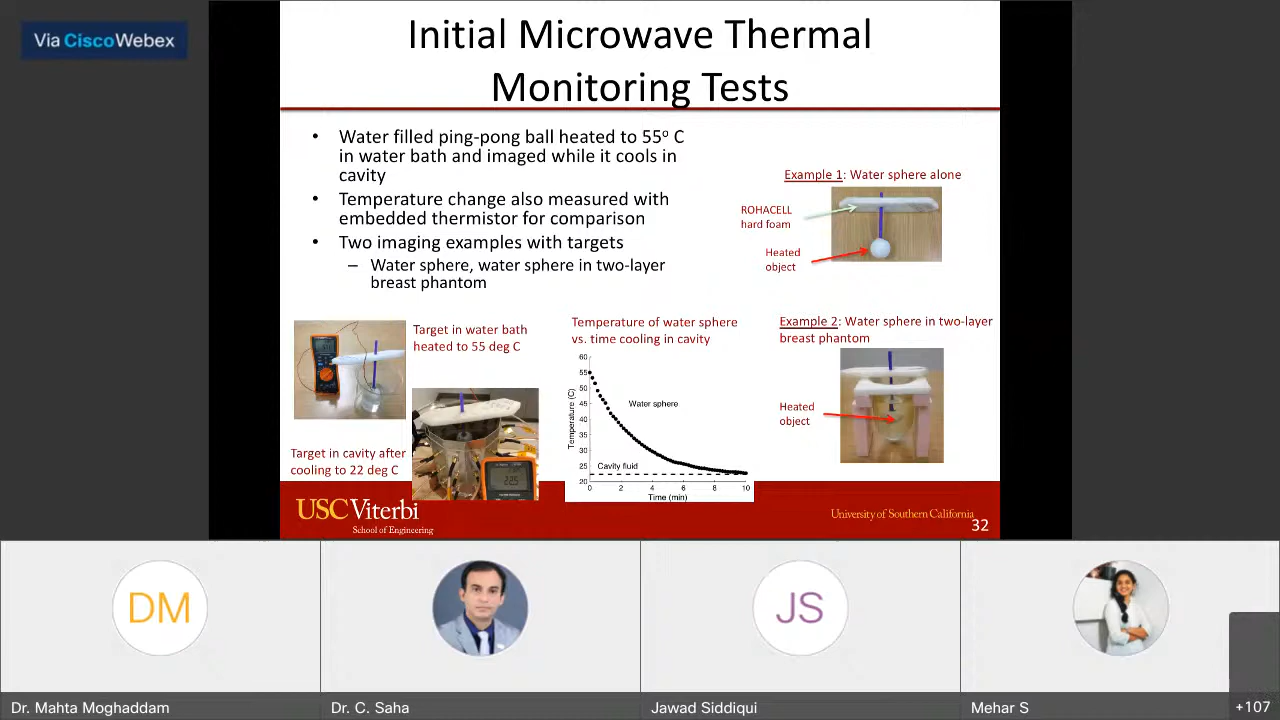 Via CiscoWebex
Initial Microwave Thermal
Monitoring Tests
• Water filled ping-pong ball heated to 55º C
in water bath and imaged while it cools in
cavity
• Temperature change also measured with
embedded thermistor for comparison
• Two imaging examples with targets
– Water sphere, water sphere in two-layer
breast phantom
Example 1: Water sphere alone
ROHACELL
hard foam
Heated
object
Target in water bath
heated to 55 deg C
Target in cavity after
cooling to 22 deg C
Temperature of water sphere
vs. time cooling in cavity
Temperature (C)
60
55
50
45
40
35
30
25
20
Water sphere
Cavity fluid
0 2 4 6 8 10
Time (min)
Example 2: Water sphere in two-layer
breast phantom
Heated
object
USC Viterbi
School of Engineering
University of Southern California
32
DM
JS
Dr. Mahta Moghaddam
Dr. C. Saha
Jawad Siddiqui
Mehar S
+107